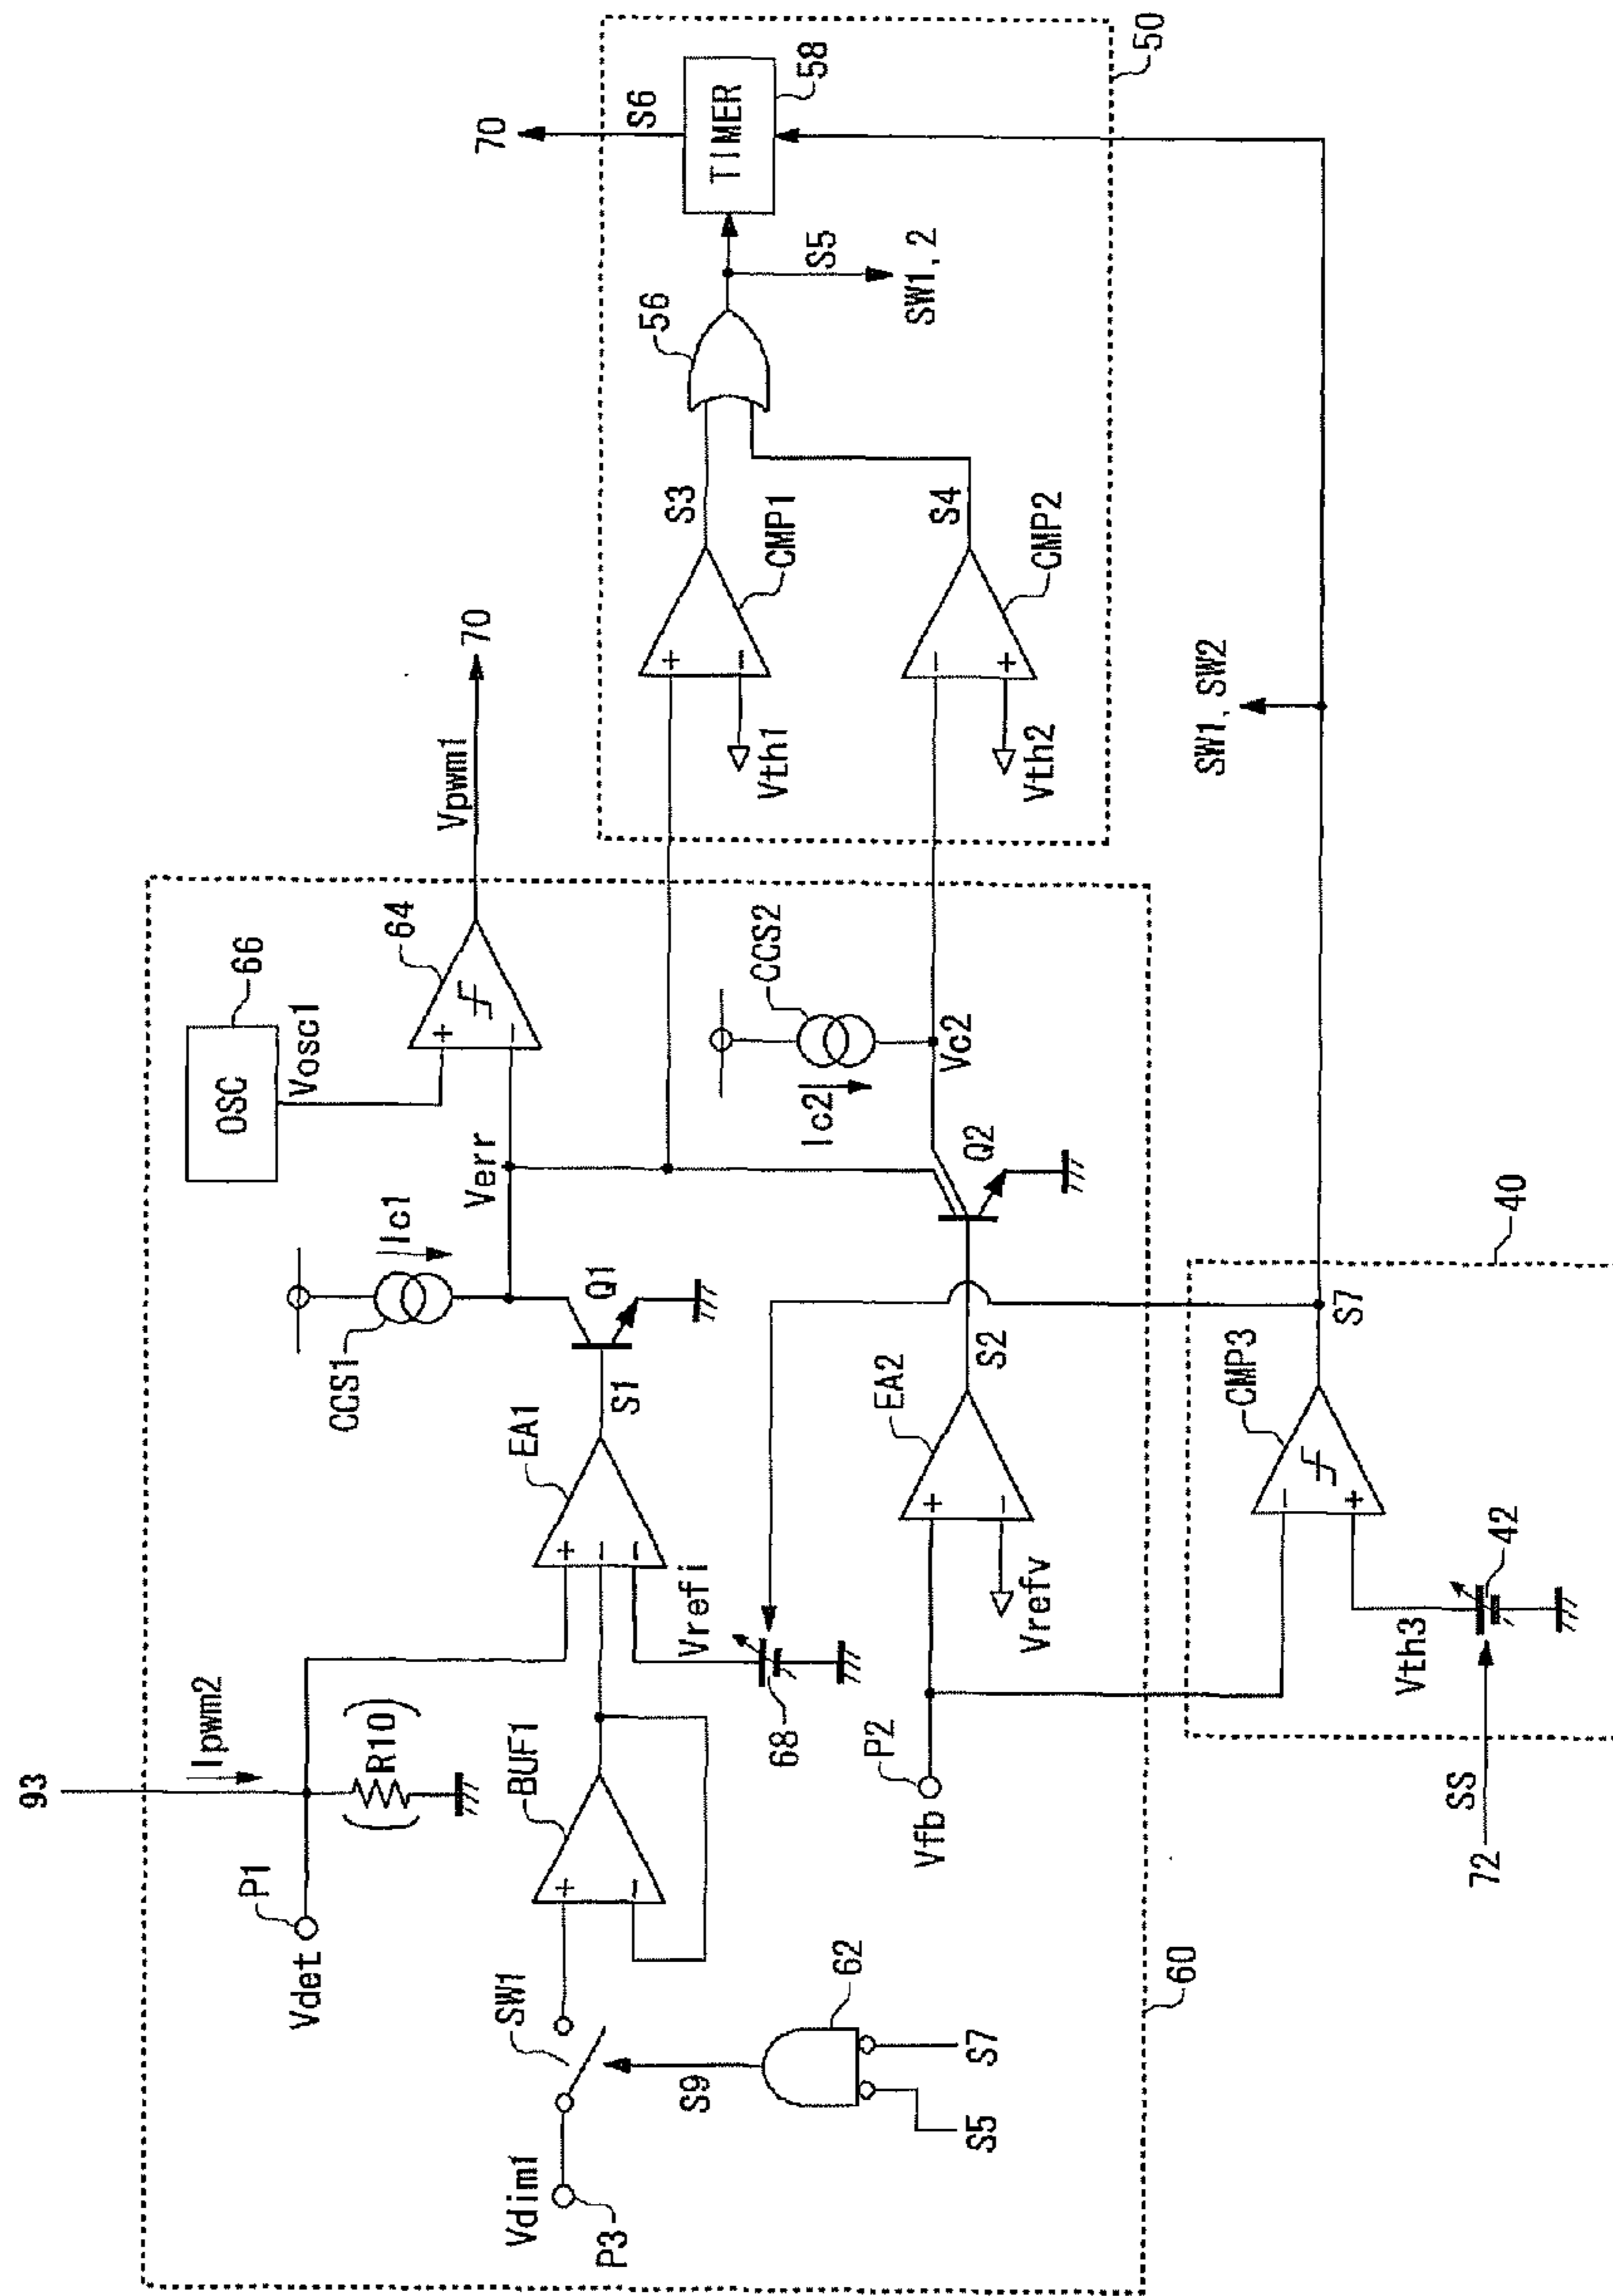 93
Ipwm2
P1
Vdet
(R10)
OSC
66
Vosc1
64
Vpwm1
70
CCS1
Ic1
Verr
Q1
S1
EA1
BUF1
SW1
Vdim1
P3
S9
62
S5
S7
Vrefi
68
CCS2
Ic2
Vc2
Q2
S2
EA2
Vrefv
P2
Vfb
60
70
S6
TIMER
58
50
56
S5
SW1, 2
S3
CMP1
Vth1
S4
CMP2
Vth2
SW1, SW2
40
S7
CMP3
Vth3
42
SS
72